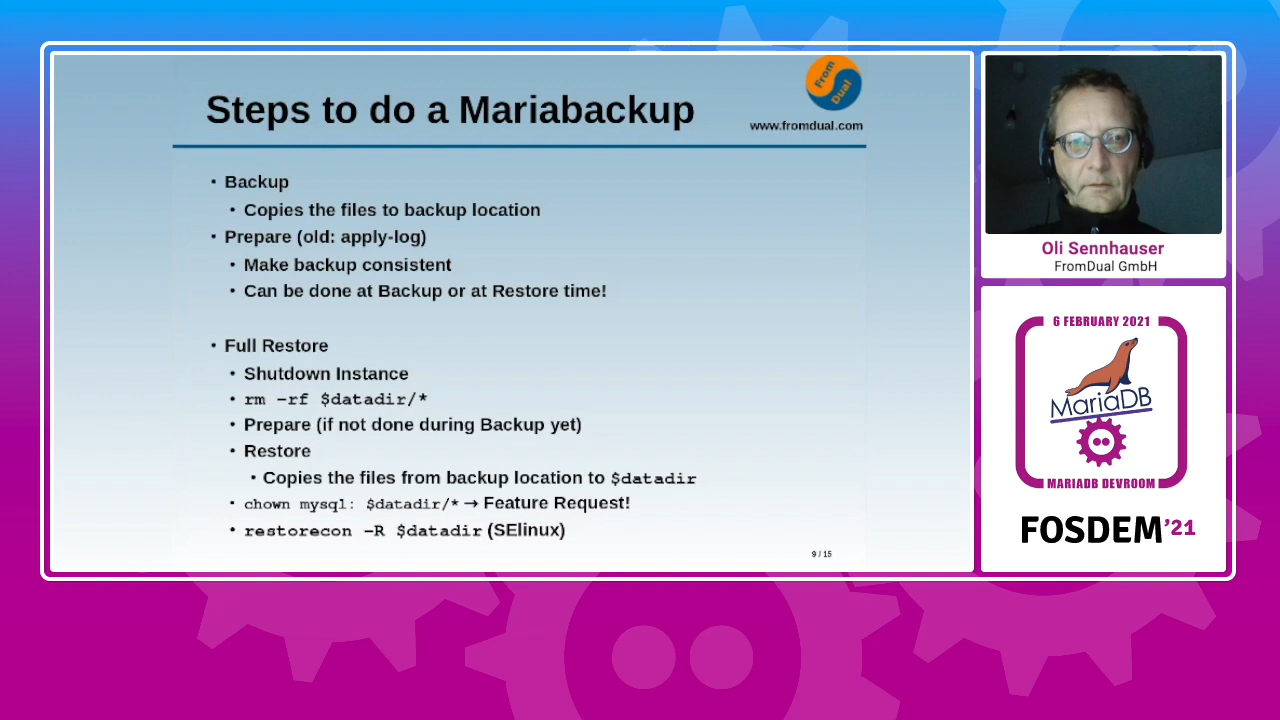 Steps to do a Mariabackup
From
Dual
www.fromdual.com
• Backup
• Copies the files to backup location
• Prepare (old: apply-log)
• Make backup consistent
• Can be done at Backup or at Restore time!
• Full Restore
• Shutdown Instance
• rm -rf $datadir/*
• Prepare (if not done during Backup yet)
• Restore
• Copies the files from backup location to $datadir
• chown mysql: $datadir/* → Feature Request!
• restorecon -R $datadir (SElinux)
9 / 15
Oli Sennhauser
FromDual GmbH
6 FEBRUARY 2021
MariaDB
MARIADB DEVROOM
FOSDEM'21